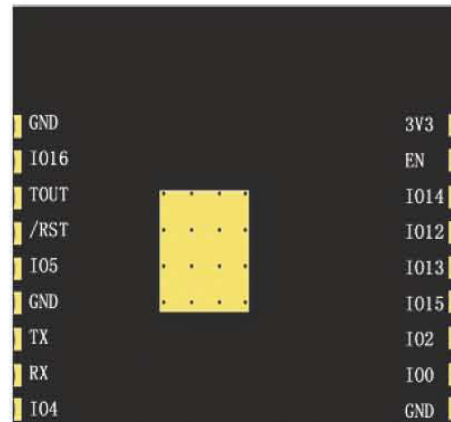 GND
IO16
TOUT
/RST
IO5
GND
TX
RX
IO4
3V3
EN
IO14
IO12
IO13
IO15
IO2
IO0
GND